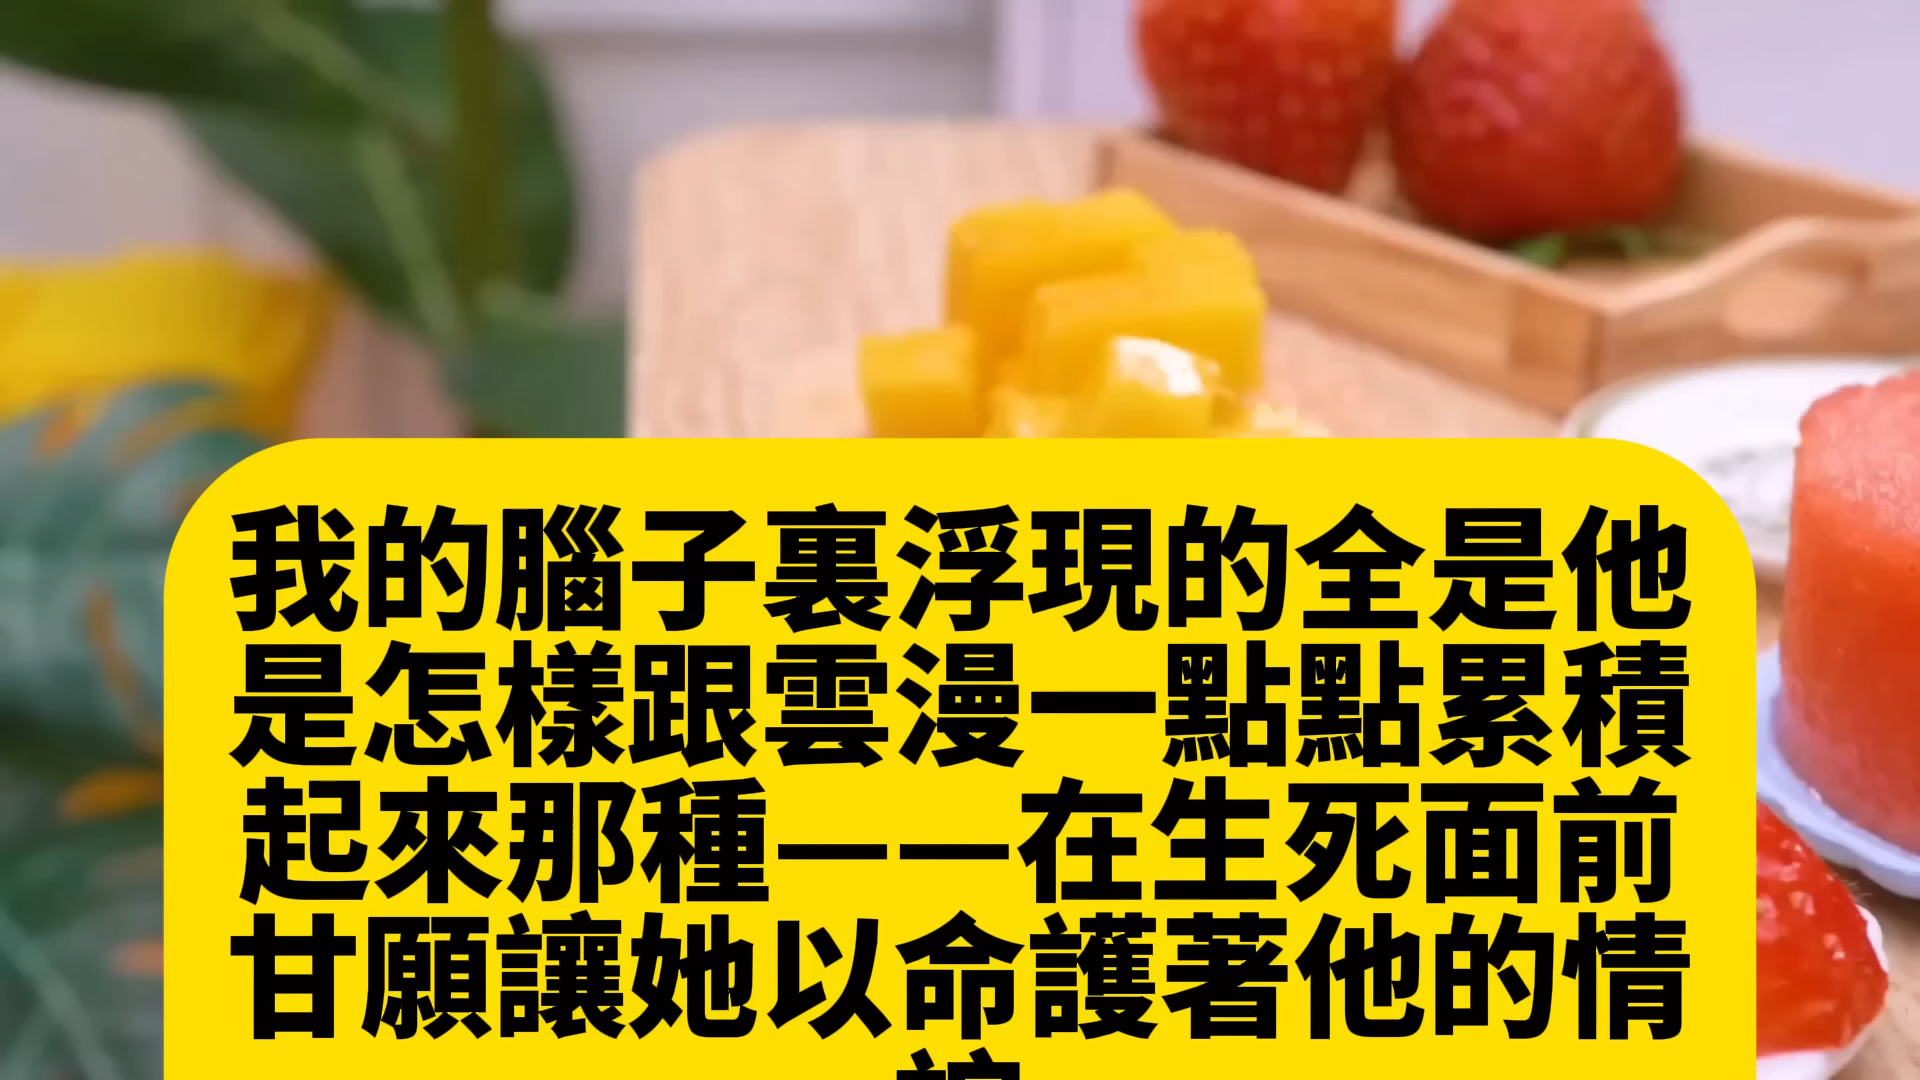 我的腦子裏浮現的全是他
是怎樣跟雲漫一點點累積
起來那種——在生死面前
甘願讓她以命護著他的情